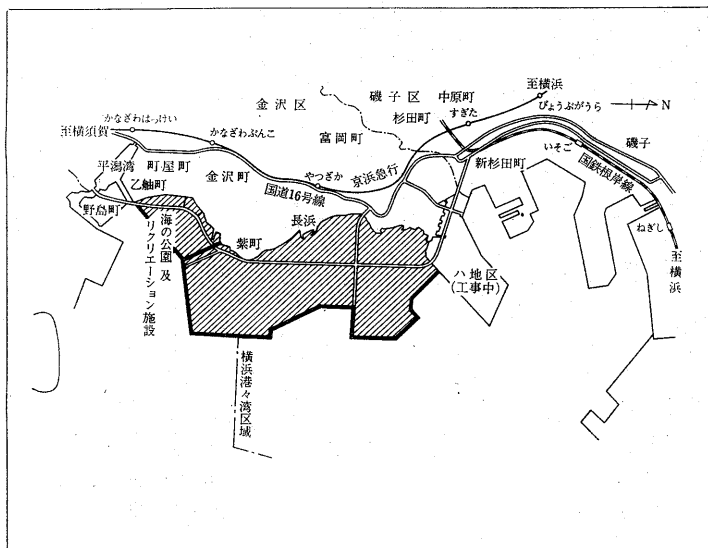 至横浜
金沢区
磯子区
中原町
杉田町
すぎた
びょうぶがうら
N
かなざわはっけい
かなざわぶんこ
至横須賀
富岡町
磯子
いそご
平潟湾
町屋町
金沢町
やつざか
京浜急行
国道16号線
新杉田町
国鉄根岸線
乙舳町
野島町
長浜
紫町
ねぎし
至横浜
海の公園及
リクリエーション施設
ハ地区
(工事中)
横浜港々湾区域